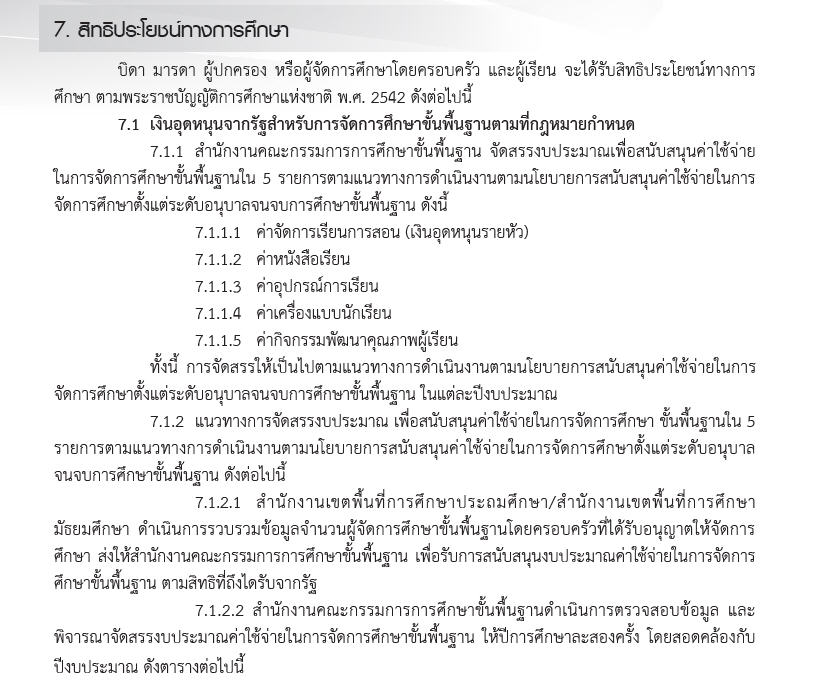 7. สิทธิประโยชน์ทางการศึกษา
บิดา มารดา ผู้ปกครอง หรือผู้จัดการศึกษาโดยครอบครัว และผู้เรียน จะได้รับสิทธิประโยชน์ทางการ
ศึกษา ตามพระราชบัญญัติการศึกษาแห่งชาติ พ.ศ. 2542 ดังต่อไปนี้
7.1 เงินอุดหนุนจากรัฐสำหรับการจัดการศึกษาขั้นพื้นฐานตามที่กฎหมายกำหนด
7.1.1 สำนักงานคณะกรรมการการศึกษาขั้นพื้นฐาน จัดสรรงบประมาณเพื่อสนับสนุนค่าใช้จ่าย
ในการจัดการศึกษาขั้นพื้นฐานใน 5 รายการตามแนวทางการดำเนินงานตามนโยบายการสนับสนุนค่าใช้จ่ายในการ
จัดการศึกษาตั้งแต่ระดับอนุบาลจนจบการศึกษาขั้นพื้นฐาน ดังนี้
7.1.1.1 ค่าจัดการเรียนการสอน (เงินอุดหนุนรายหัว)
7.1.1.2 ค่าหนังสือเรียน
7.1.1.3 ค่าอุปกรณ์การเรียน
7.1.1.4 ค่าเครื่องแบบนักเรียน
7.1.1.5 ค่ากิจกรรมพัฒนาคุณภาพผู้เรียน
ทั้งนี้ การจัดสรรให้เป็นไปตามแนวทางการดำเนินงานตามนโยบายการสนับสนุนค่าใช้จ่ายในการ
จัดการศึกษาตั้งแต่ระดับอนุบาลจนจบการศึกษาขั้นพื้นฐาน ในแต่ละปีงบประมาณ
7.1.2 แนวทางการจัดสรรงบประมาณ เพื่อสนับสนุนค่าใช้จ่ายในการจัดการศึกษา ขั้นพื้นฐานใน 5
รายการตามแนวทางการดำเนินงานตามนโยบายการสนับสนุนค่าใช้จ่ายในการจัดการศึกษาตั้งแต่ระดับอนุบาล
จนจบการศึกษาขั้นพื้นฐาน ดังต่อไปนี้
7.1.2.1 สำนักงานเขตพื้นที่การศึกษาประถมศึกษา/สำนักงานเขตพื้นที่การศึกษา
มัธยมศึกษา ดำเนินการรวบรวมข้อมูลจำนวนผู้จัดการศึกษาขั้นพื้นฐานโดยครอบครัวที่ได้รับอนุญาตให้จัดการ
ศึกษา ส่งให้สำนักงานคณะกรรมการการศึกษาขั้นพื้นฐาน เพื่อรับการสนับสนุนงบประมาณค่าใช้จ่ายในการจัดการ
ศึกษาขั้นพื้นฐาน ตามสิทธิที่ถึงไดรับจากรัฐ
7.1.2.2 สำนักงานคณะกรรมการการศึกษาขั้นพื้นฐานดำเนินการตรวจสอบข้อมูล และ
พิจารณาจัดสรรงบประมาณค่าใช้จ่ายในการจัดการศึกษาขั้นพื้นฐาน ให้ปีการศึกษาละสองครั้ง โดยสอดคล้องกับ
ปีงบประมาณ ดังตารางต่อไปนี้